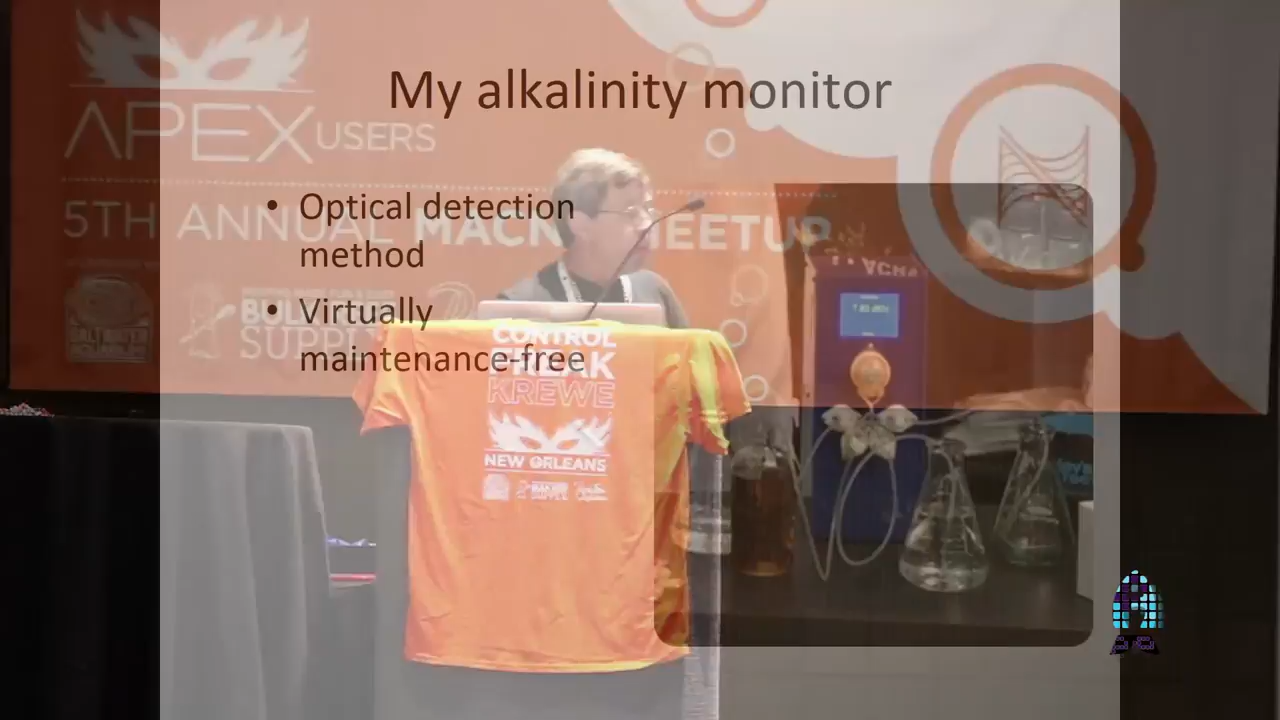 My alkalinity monitor
APEX USERS
• Optical detection
method
5TH ANNUAL MACNA MEETUP
• Virtually
maintenance-free
CONTROL
FREAK
KREWE
NEW ORLEANS